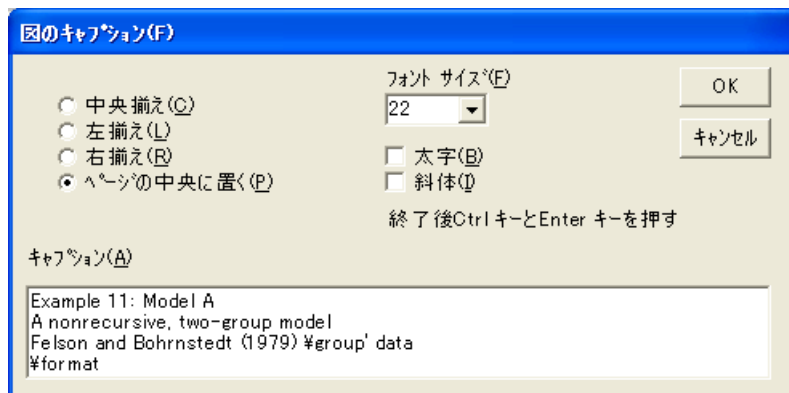 図のｷｬﾌﾟｼｮﾝ(F)
中央揃え(C)
左揃え(L)
右揃え(R)
ﾍﾟｰｼﾞの中央に置く(P)
ﾌｫﾝﾄ ｻｲｽﾞ(F)
22
太字(B)
斜体(I)
終了後Ctrl ｷｰとEnter ｷｰを押す
OK
ｷｬﾝｾﾙ
ｷｬﾌﾟｼｮﾝ(A)
Example 11: Model A
A nonrecursive, two-group model
Felson and Bohrnstedt (1979) ¥group' data
¥format